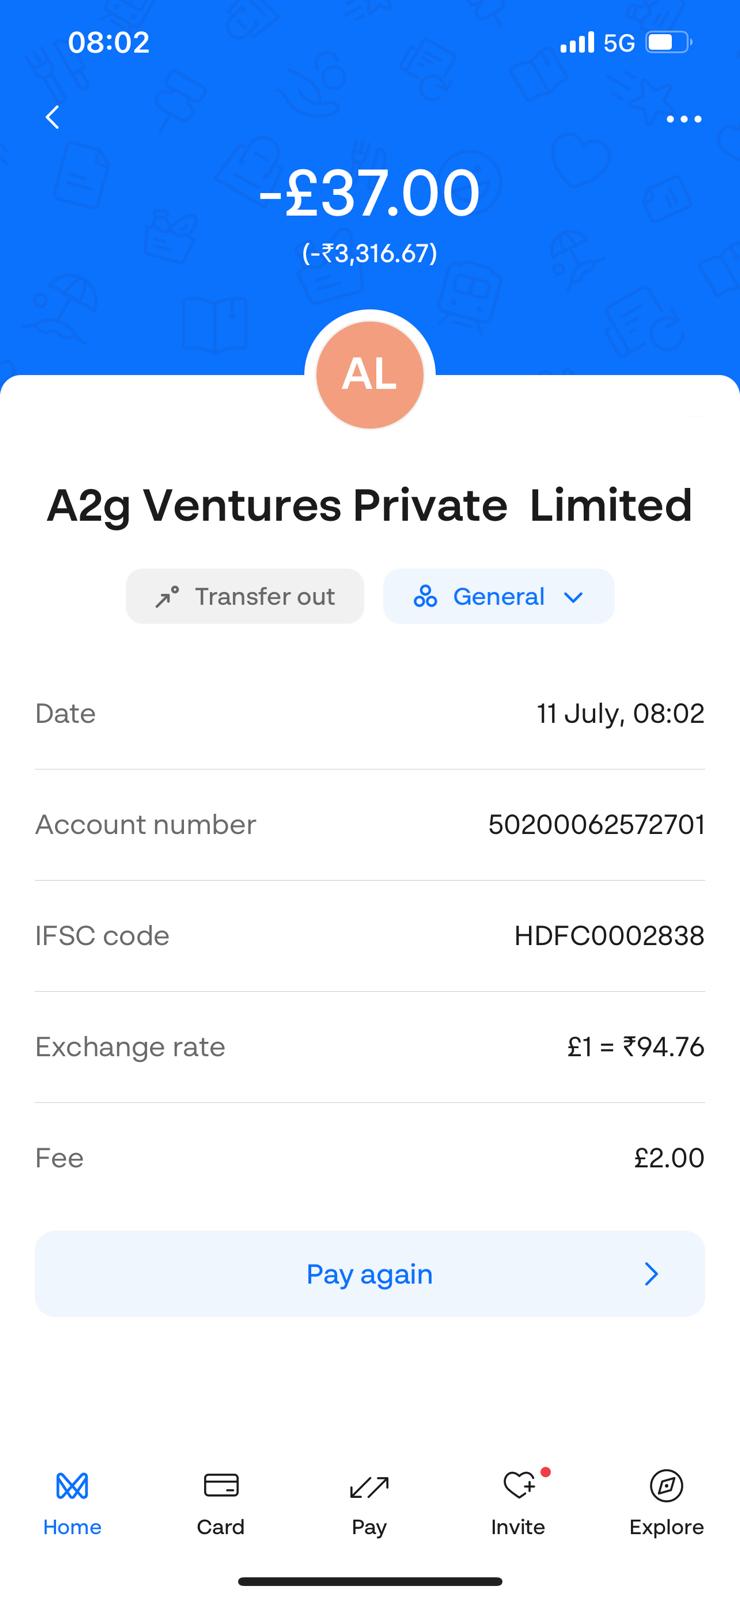 08:02 5G
-£37.00
(-₹3,316.67)
AL
A2g Ventures Private Limited
Transfer out General
Date 11 July, 08:02
Account number 50200062572701
IFSC code HDFC0002838
Exchange rate £1 = ₹94.76
Fee £2.00
Pay again
Home Card Pay Invite Explore